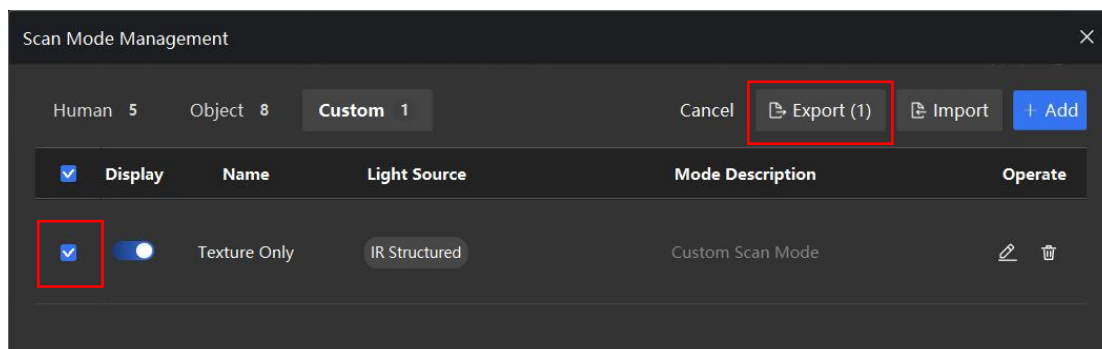 Scan Mode Management
Human 5 Object 8 Custom 1 Cancel Export (1) Import + Add
Display Name Light Source Mode Description Operate
Texture Only IR Structured Custom Scan Mode